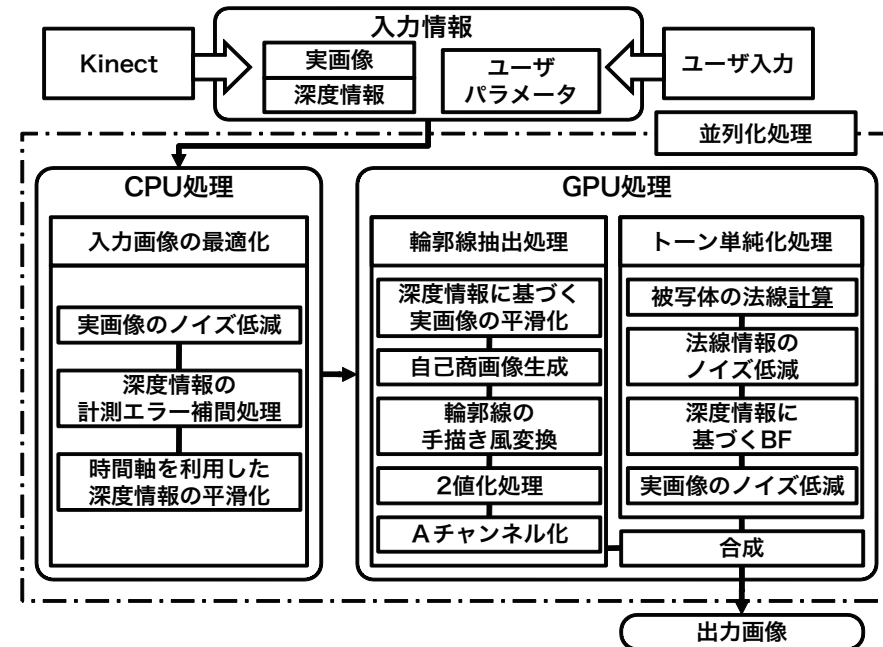 入力情報
Kinect
実画像
深度情報
ユーザ
パラメータ
ユーザ入力
並列化処理
CPU処理
入力画像の最適化
実画像のノイズ低減
深度情報の
計測エラー補間処理
時間軸を利用した
深度情報の平滑化
GPU処理
輪郭線抽出処理
深度情報に基づく
実画像の平滑化
自己商画像生成
輪郭線の
手描き風変換
2値化処理
Aチャンネル化
トーン単純化処理
被写体の法線計算
法線情報の
ノイズ低減
深度情報に
基づくBF
実画像のノイズ低減
合成
出力画像